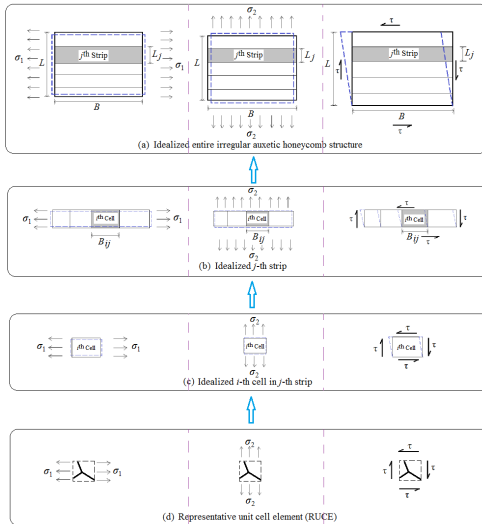 σ2 σ2 τ
σ1 L jth Strip Lj σ1 L jth Strip Lj L τ jth Strip Lj τ
B B σ2 B τ
(a) Idealized entire irregular auxetic honeycomb structure
σ2
σ1 ith Cell σ1 ith Cell τ τ ith Cell τ
Bij Bij σ2 Bij τ
(b) Idealized j-th strip
σ2 τ
σ1 ith Cell σ1 ith Cell τ ith Cell τ
σ2 τ
(c) Idealized i-th cell in j-th strip
σ2 τ
σ1 σ1 τ τ
σ2 τ
(d) Representative unit cell element (RUCE)